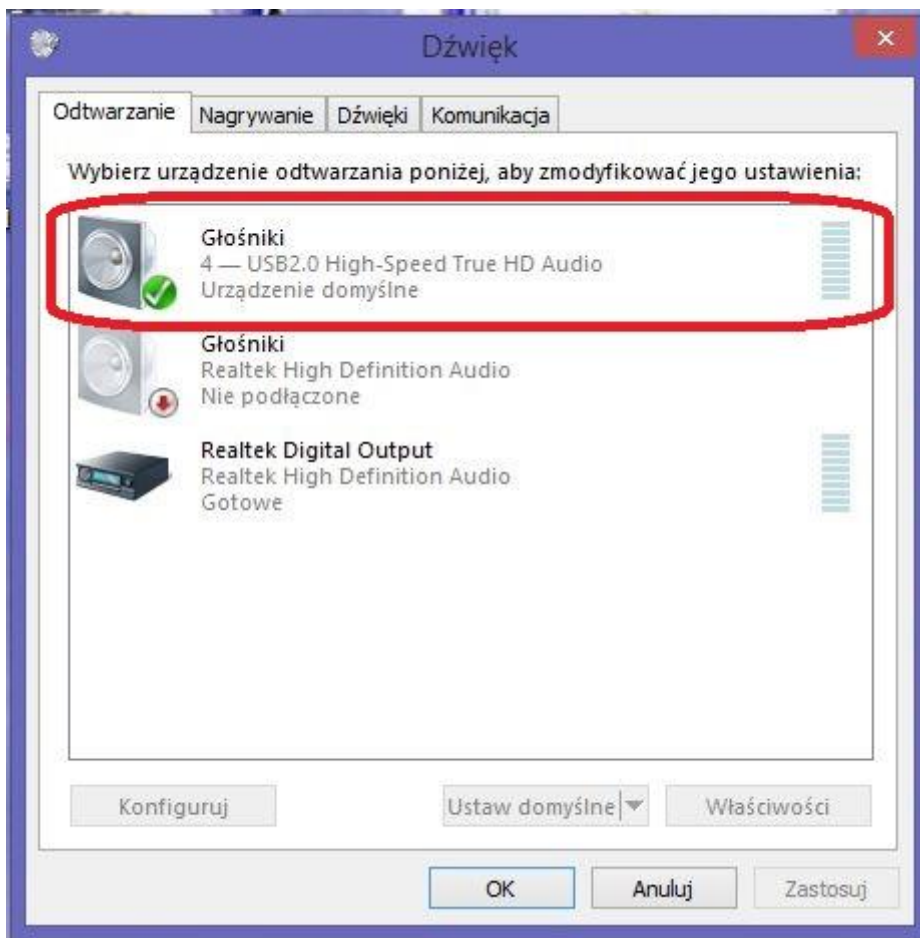 Dźwięk
Odtwarzanie Nagrywanie Dźwięki Komunikacja
Wybierz urządzenie odtwarzania poniżej, aby zmodyfikować jego ustawienia:
Głośniki
4 — USB2.0 High-Speed True HD Audio
Urządzenie domyślne
Głośniki
Realtek High Definition Audio
Nie podłączone
Realtek Digital Output
Realtek High Definition Audio
Gotowe
Konfiguruj Ustaw domyślne Właściwości
OK Anuluj Zastosuj